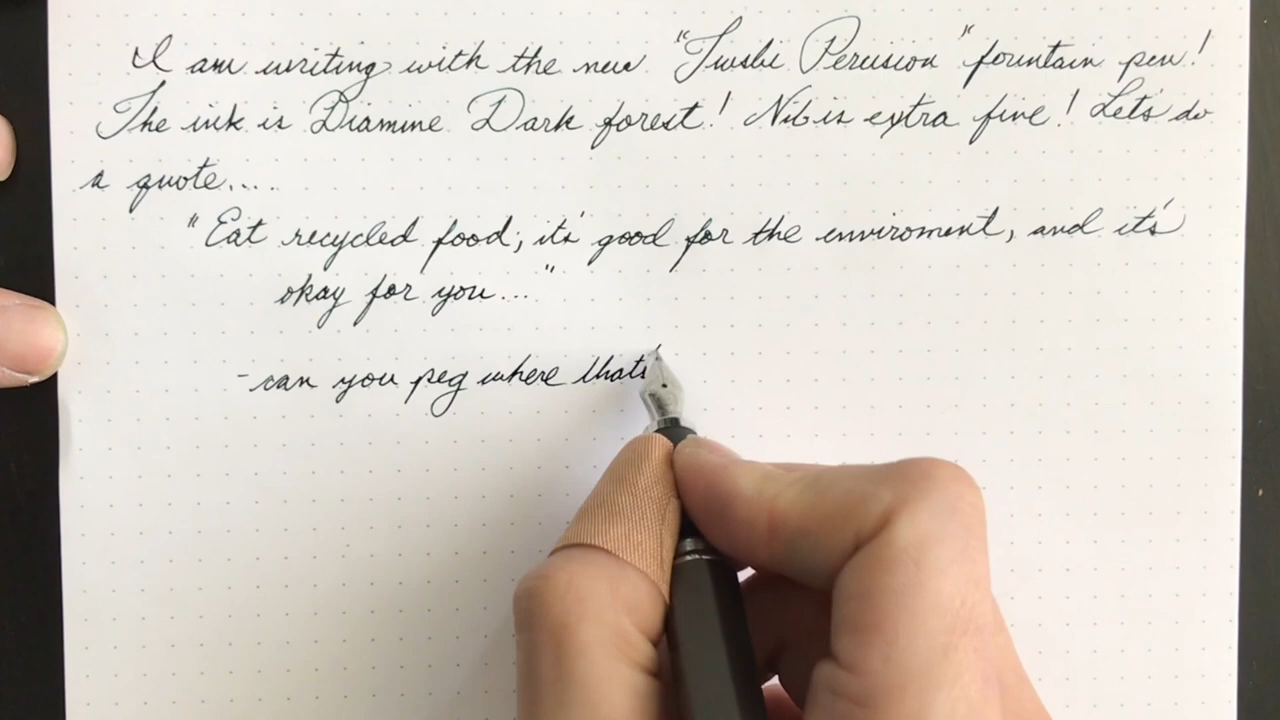 I am writing with the new "Twsbi Percision" fountain pen!
The ink is Diamine Dark forest! Nib is extra fine! Let's do
a quote....
"Eat recycled food; it's good for the enviroment, and it's
okay for you..."
-can you peg where thats